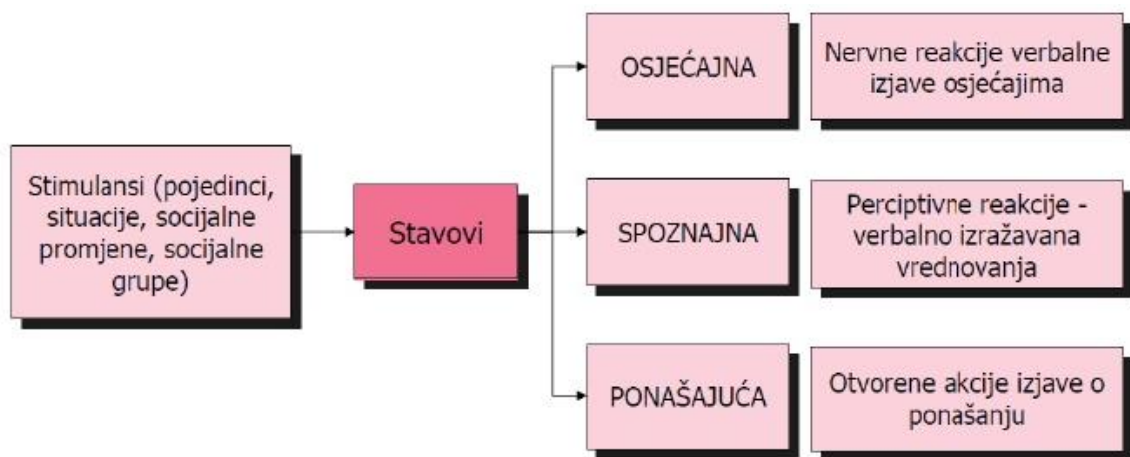 Stimulansi (pojedinci,
situacije, socijalne
promjene, socijalne
grupe)
Stavovi
OSJEĆAJNA
Nervne reakcije verbalne
izjave osjećajima
SPOZNAJNA
Perciptivne reakcije -
verbalno izražavana
vrednovanja
PONAŠAJUĆA
Otvorene akcije izjave o
ponašanju